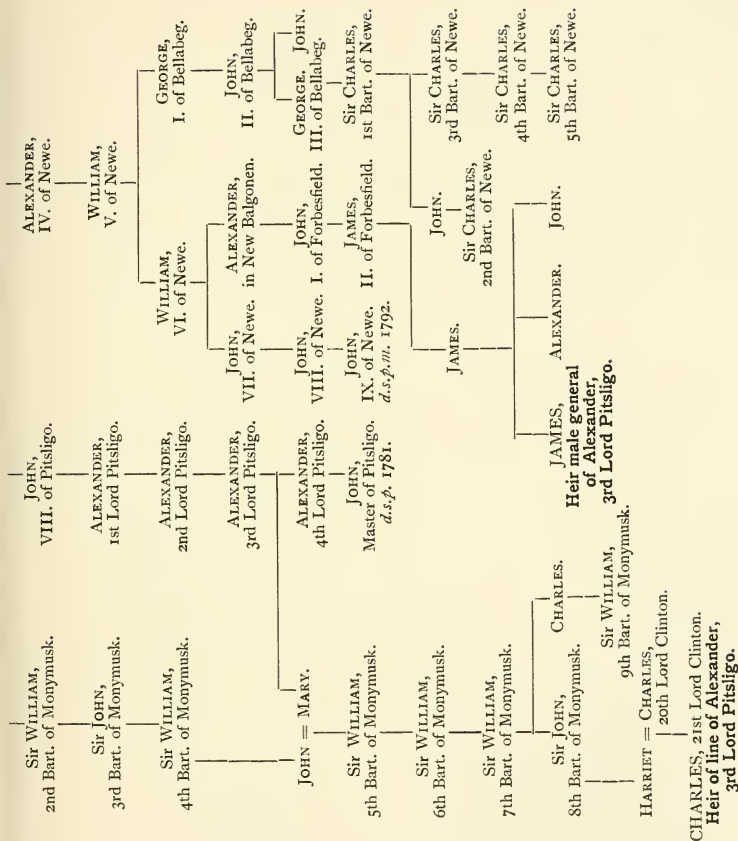 Sir WILLIAM,
2nd Bart. of Monymusk.
Sir JOHN,
3rd Bart. of Monymusk.
Sir WILLIAM,
4th Bart. of Monymusk.
JOHN = MARY.
Sir WILLIAM,
5th Bart. of Monymusk.
Sir WILLIAM,
6th Bart. of Monymusk.
Sir WILLIAM,
7th Bart. of Monymusk.
Sir JOHN,
8th Bart. of Monymusk.
CHARLES.
Sir WILLIAM,
9th Bart. of Monymusk.
HARRIET = CHARLES,
20th Lord Clinton.
CHARLES, 21st Lord Clinton.
Heir of line of Alexander,
3rd Lord Pitsligo.
JOHN,
VIII. of Pitsligo.
ALEXANDER,
1st Lord Pitsligo.
ALEXANDER,
2nd Lord Pitsligo.
ALEXANDER,
3rd Lord Pitsligo.
ALEXANDER,
4th Lord Pitsligo.
JOHN,
Master of Pitsligo.
d.s.p. 1781.
ALEXANDER,
IV. of Newe.
WILLIAM,
V. of Newe.
WILLIAM,
VI. of Newe.
JOHN,
VII. of Newe.
JOHN,
VIII. of Newe.
JOHN,
IX. of Newe.
d.s.p.m. 1792.
ALEXANDER,
in New Balgonen.
JOHN,
I. of Forbesfield.
JAMES,
II. of Forbesfield.
JAMES.
JAMES,
Heir male general
of Alexander,
3rd Lord Pitsligo.
ALEXANDER.
JOHN.
GEORGE,
I. of Bellabeg.
JOHN,
II. of Bellabeg.
GEORGE.
III. of Bellabeg.
JOHN.
Sir CHARLES,
1st Bart. of Newe.
JOHN.
Sir CHARLES,
2nd Bart. of Newe.
Sir CHARLES,
3rd Bart. of Newe.
Sir CHARLES,
4th Bart. of Newe.
Sir CHARLES,
5th Bart. of Newe.